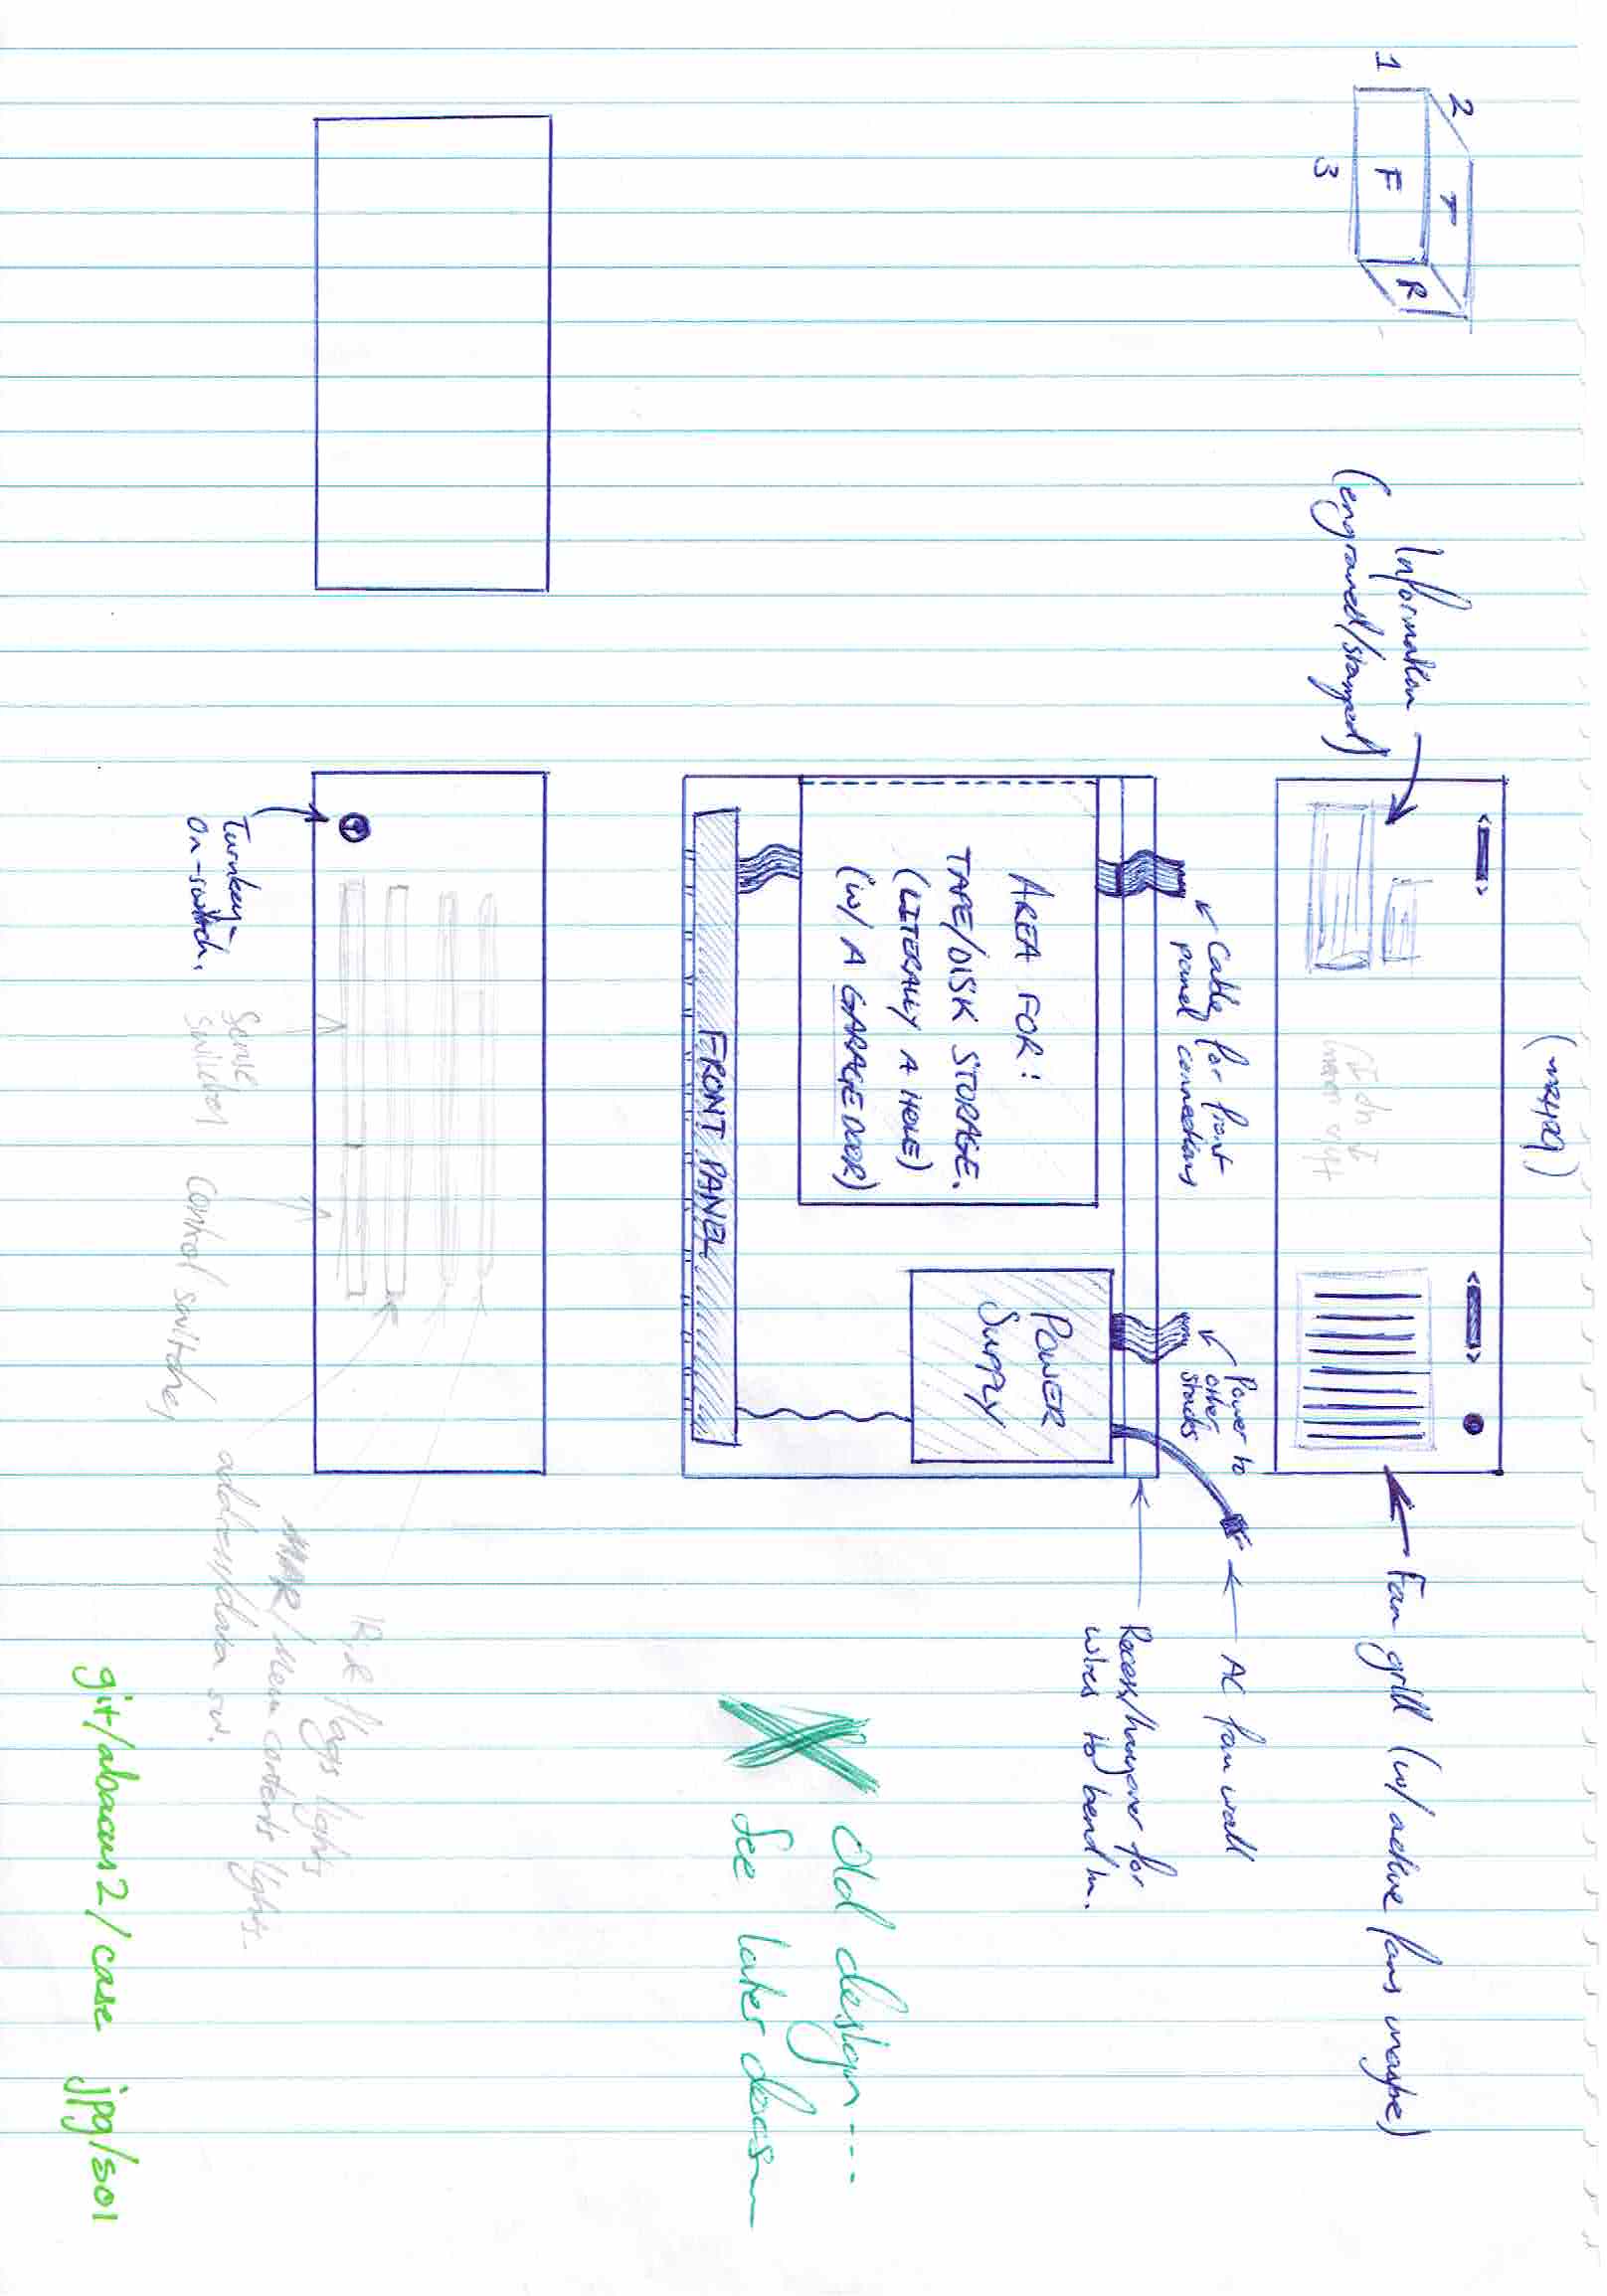 2
T
R
1
F
3
Information
(engraved/stamped)
Fan grill (w/ active fans maybe)
this up
Cable for front
panel connections
Power to
other
stacks
AC from wall
Recess/hangover for
wires to bend in.
AREA FOR:
TAPE/DISK STORAGE.
(LITERALLY A HOLE)
(W/ A GARAGE DOOR)
POWER
SUPPLY
FRONT PANEL
X Old design...
See later docs
IR, & flags lights
MAR/Mem contents lights.
address/data sw.
Turnkey
On-switch.
Sense
switches
Control switches
git/abacus2/case jpg/s01